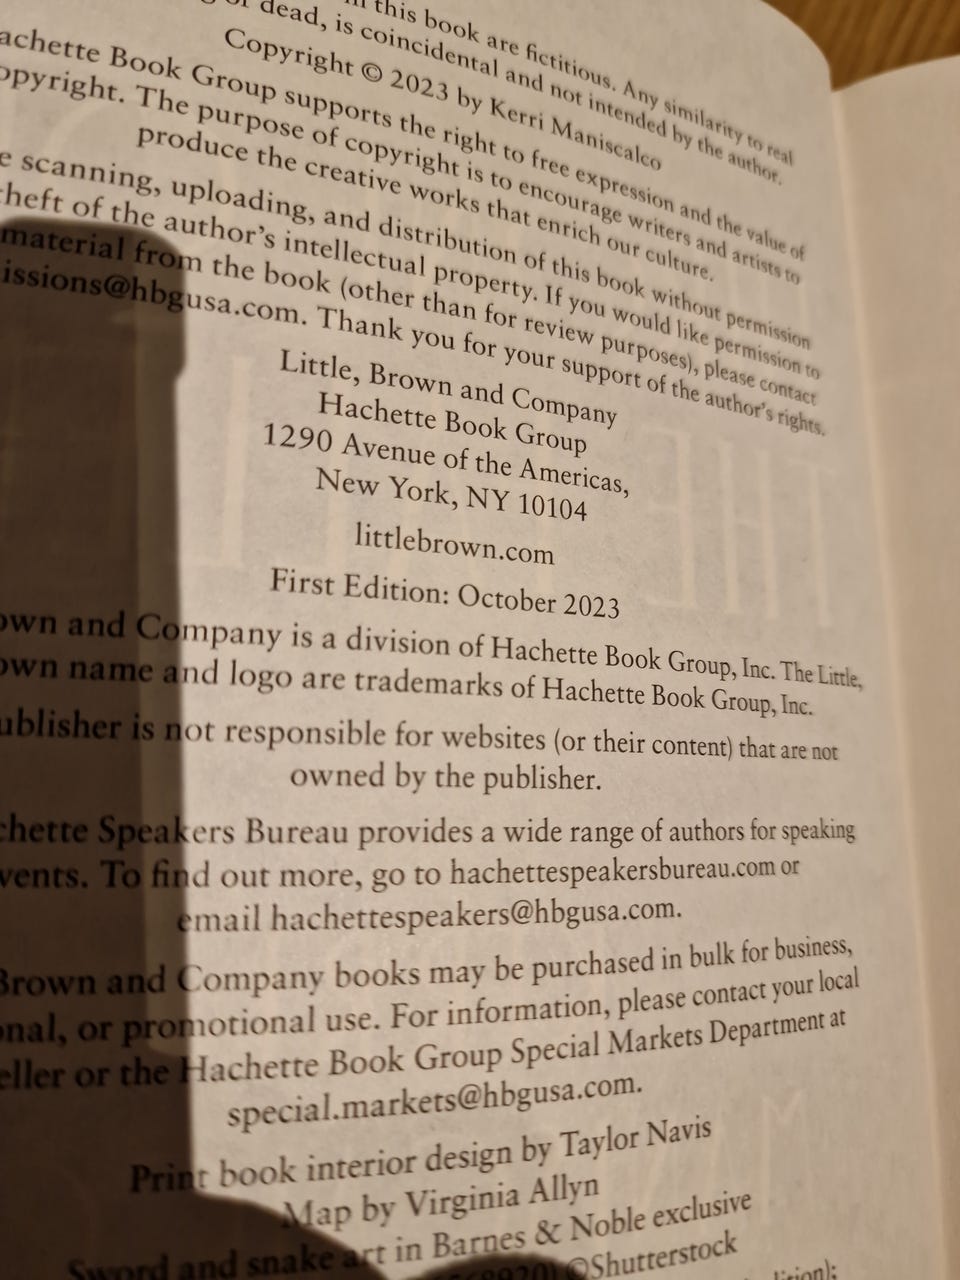 in this book are fictitious. Any similarity to real
or dead, is coincidental and not intended by the author.
Copyright © 2023 by Kerri Maniscalco
achette Book Group supports the right to free expression and the value of
opyright. The purpose of copyright is to encourage writers and artists to
produce the creative works that enrich our culture.
e scanning, uploading, and distribution of this book without permission
heft of the author's intellectual property. If you would like permission to
material from the book (other than for review purposes), please contact
issions@hbgusa.com. Thank you for your support of the author's rights.
Little, Brown and Company
Hachette Book Group
1290 Avenue of the Americas,
New York, NY 10104
littlebrown.com
First Edition: October 2023
own and Company is a division of Hachette Book Group, Inc. The Little,
own name and logo are trademarks of Hachette Book Group, Inc.
ublisher is not responsible for websites (or their content) that are not
owned by the publisher.
chette Speakers Bureau provides a wide range of authors for speaking
vents. To find out more, go to hachettespeakersbureau.com or
email hachettespeakers@hbgusa.com.
Brown and Company books may be purchased in bulk for business,
onal, or promotional use. For information, please contact your local
eller or the Hachette Book Group Special Markets Department at
special.markets@hbgusa.com.
Print book interior design by Taylor Navis
Map by Virginia Allyn
Sword and snake art in Barnes & Noble exclusive
©Shutterstock